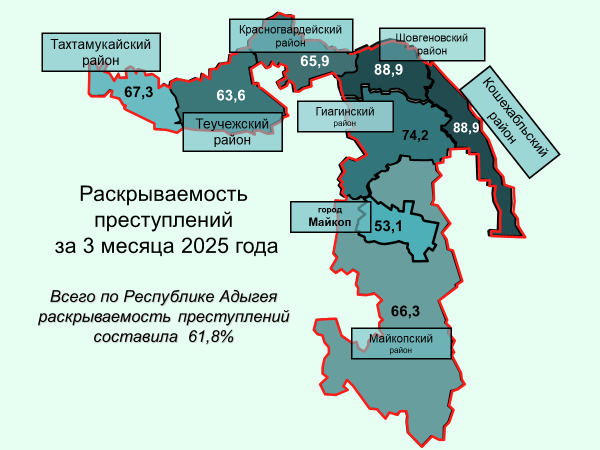 Красногвардейский
район
Тахтамукайский
район
Шовгеновский
район
65,9
88,9
67,3
63,6
Кошехабльский
район
Гиагинский
район
Теучежский
район
74,2
88,9
Раскрываемость
преступлений
за 3 месяца 2025 года
город
Майкоп
53,1
Всего по Республике Адыгея
раскрываемость преступлений
составила 61,8%
66,3
Майкопский
район